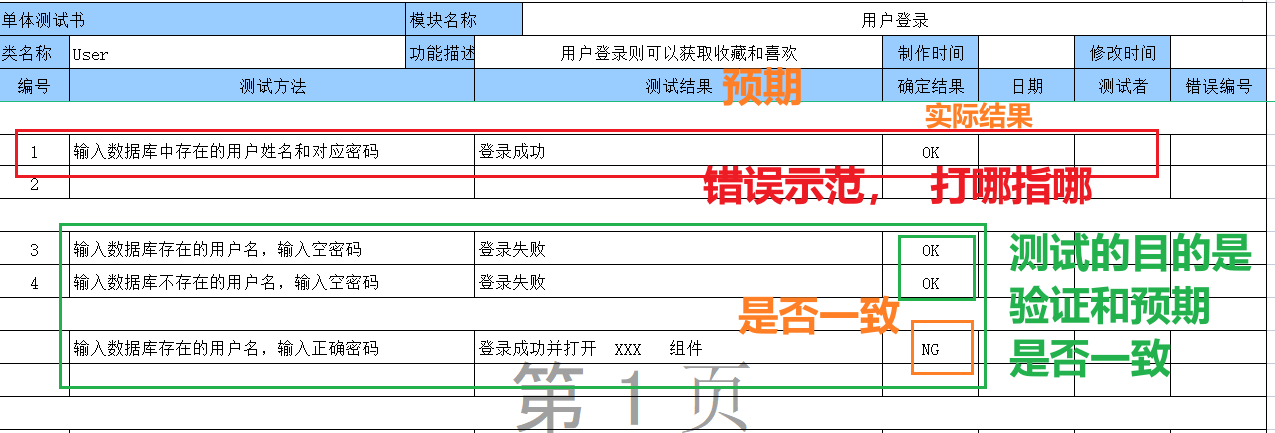 单体测试书 模块名称 用户登录
类名称 User 功能描述 用户登录则可以获取收藏和喜欢 制作时间 修改时间
编号 测试方法 测试结果 预期 确定结果 日期 测试者 错误编号
实际结果
1 输入数据库中存在的用户姓名和对应密码 登录成功 OK
2 错误示范， 打哪指哪
3 输入数据库存在的用户名，输入空密码 登录失败 OK
4 输入数据库不存在的用户名，输入空密码 登录失败 OK
测试的目的是
验证和预期
是否一致
是否一致
输入数据库存在的用户名，输入正确密码 登录成功并打开 XXX 组件 NG
第 1 页